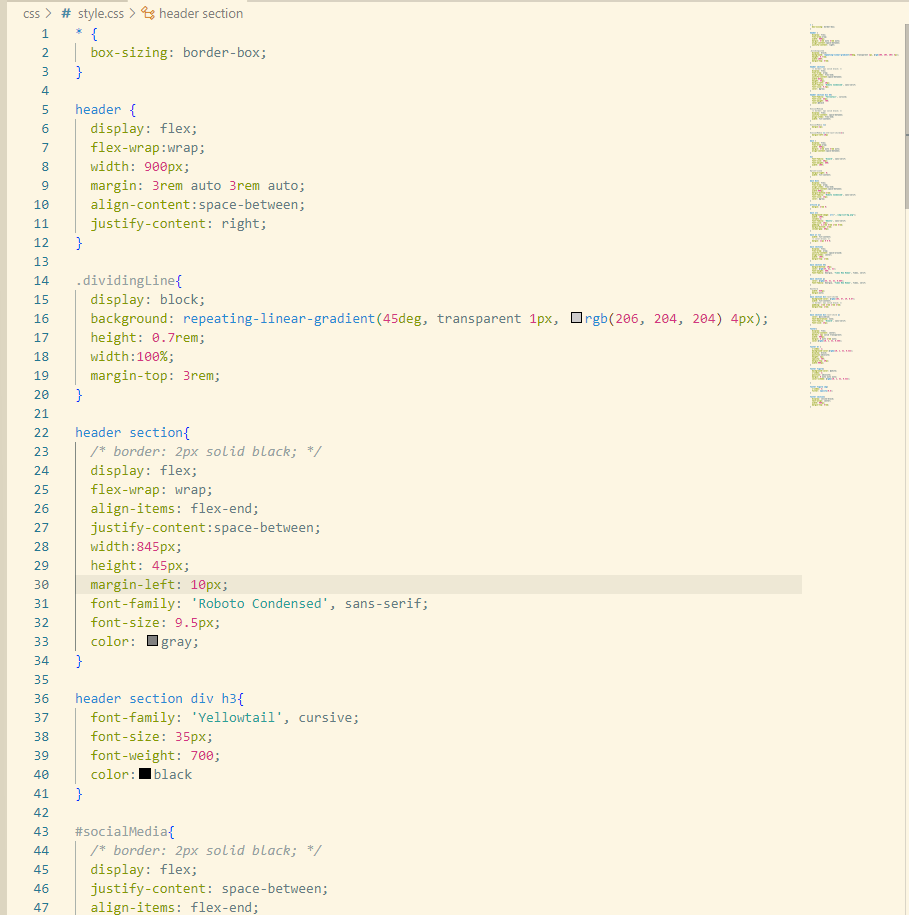 css > # style.css > header section
1 * {
2 box-sizing: border-box;
3 }
4
5 header {
6 display: flex;
7 flex-wrap:wrap;
8 width: 900px;
9 margin: 3rem auto 3rem auto;
10 align-content:space-between;
11 justify-content: right;
12 }
13
14 .dividingLine{
15 display: block;
16 background: repeating-linear-gradient(45deg, transparent 1px, rgb(206, 204, 204) 4px);
17 height: 0.7rem;
18 width:100%;
19 margin-top: 3rem;
20 }
21
22 header section{
23 /* border: 2px solid black; */
24 display: flex;
25 flex-wrap: wrap;
26 align-items: flex-end;
27 justify-content:space-between;
28 width:845px;
29 height: 45px;
30 margin-left: 10px;
31 font-family: 'Roboto Condensed', sans-serif;
32 font-size: 9.5px;
33 color: gray;
34 }
35
36 header section div h3{
37 font-family: 'Yellowtail', cursive;
38 font-size: 35px;
39 font-weight: 700;
40 color:black
41 }
42
43 #socialMedia{
44 /* border: 2px solid black; */
45 display: flex;
46 justify-content: space-between;
47 align-items: flex-end;